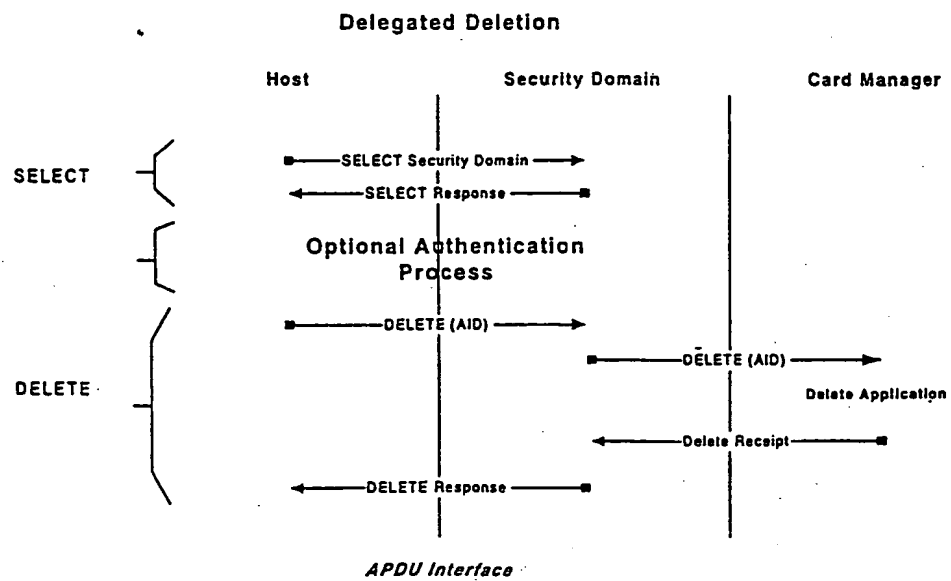 Delegated Deletion
Host
Security Domain
Card Manager
SELECT
SELECT Security Domain
SELECT Response
Optional Authentication
Process
DELETE (AID)
DELETE (AID)
DELETE
Delete Application
Delete Receipt
DELETE Response
APDU Interface